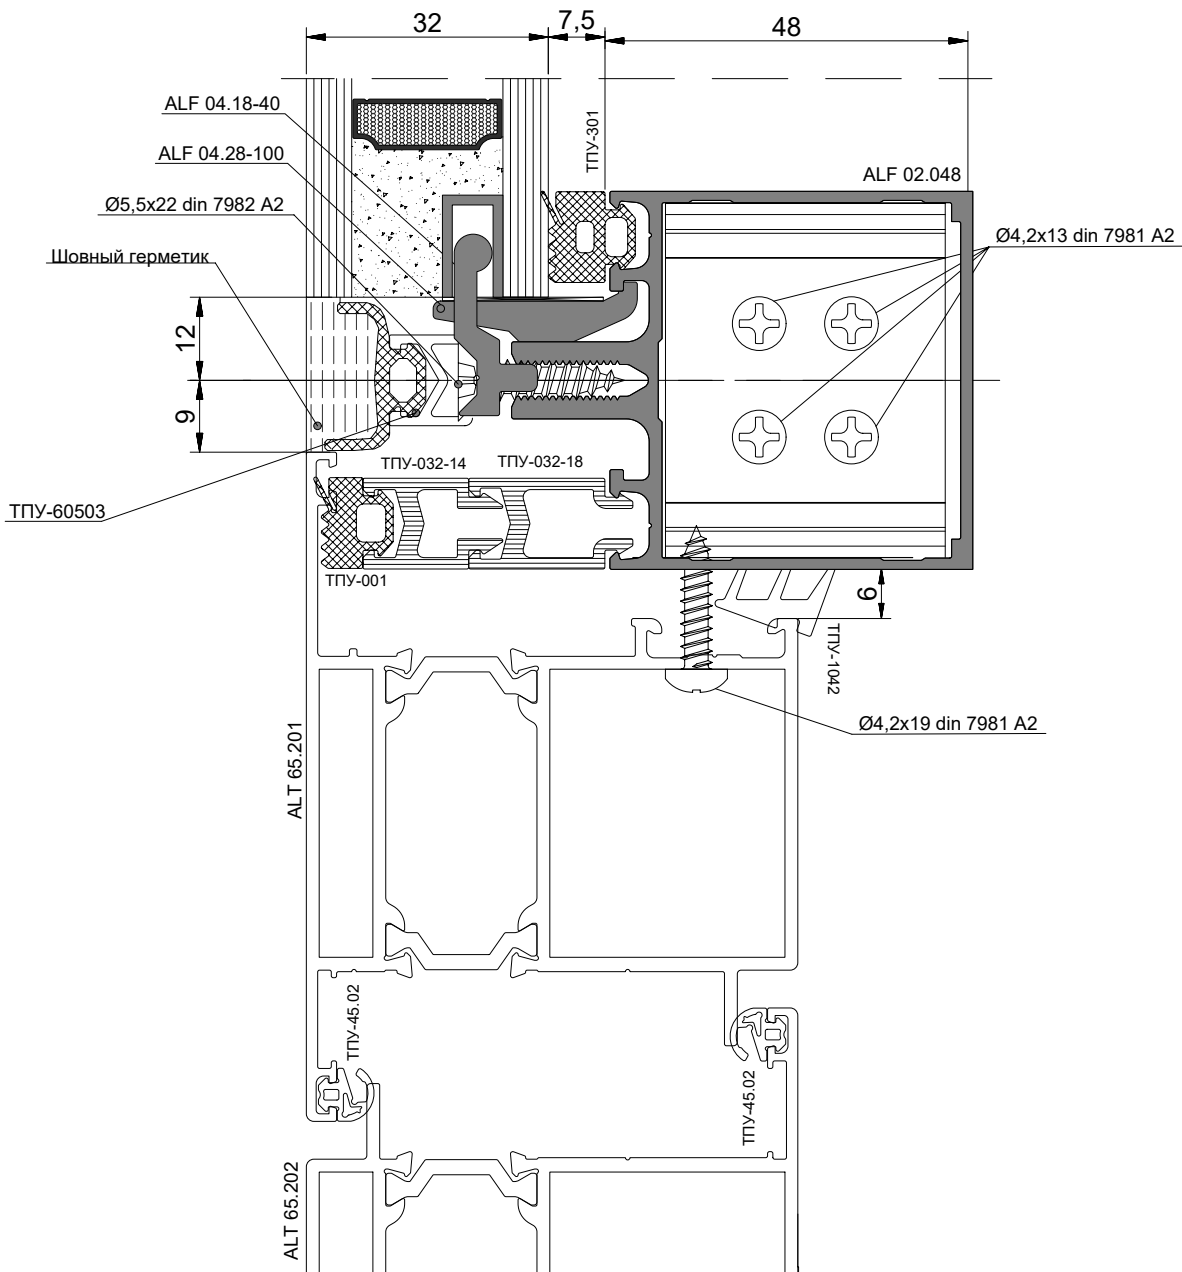 32
7,5
48
ALF 04.18-40
ALF 04.28-100
Ø5,5x22 din 7982 A2
Шовный герметик
ТПУ-301
ALF 02.048
Ø4,2x13 din 7981 A2
12
9
ТПУ-032-14
ТПУ-032-18
ТПУ-60503
ТПУ-001
6
ТПУ-1042
Ø4,2x19 din 7981 A2
ALT 65.201
ТПУ-45.02
ТПУ-45.02
ALT 65.202